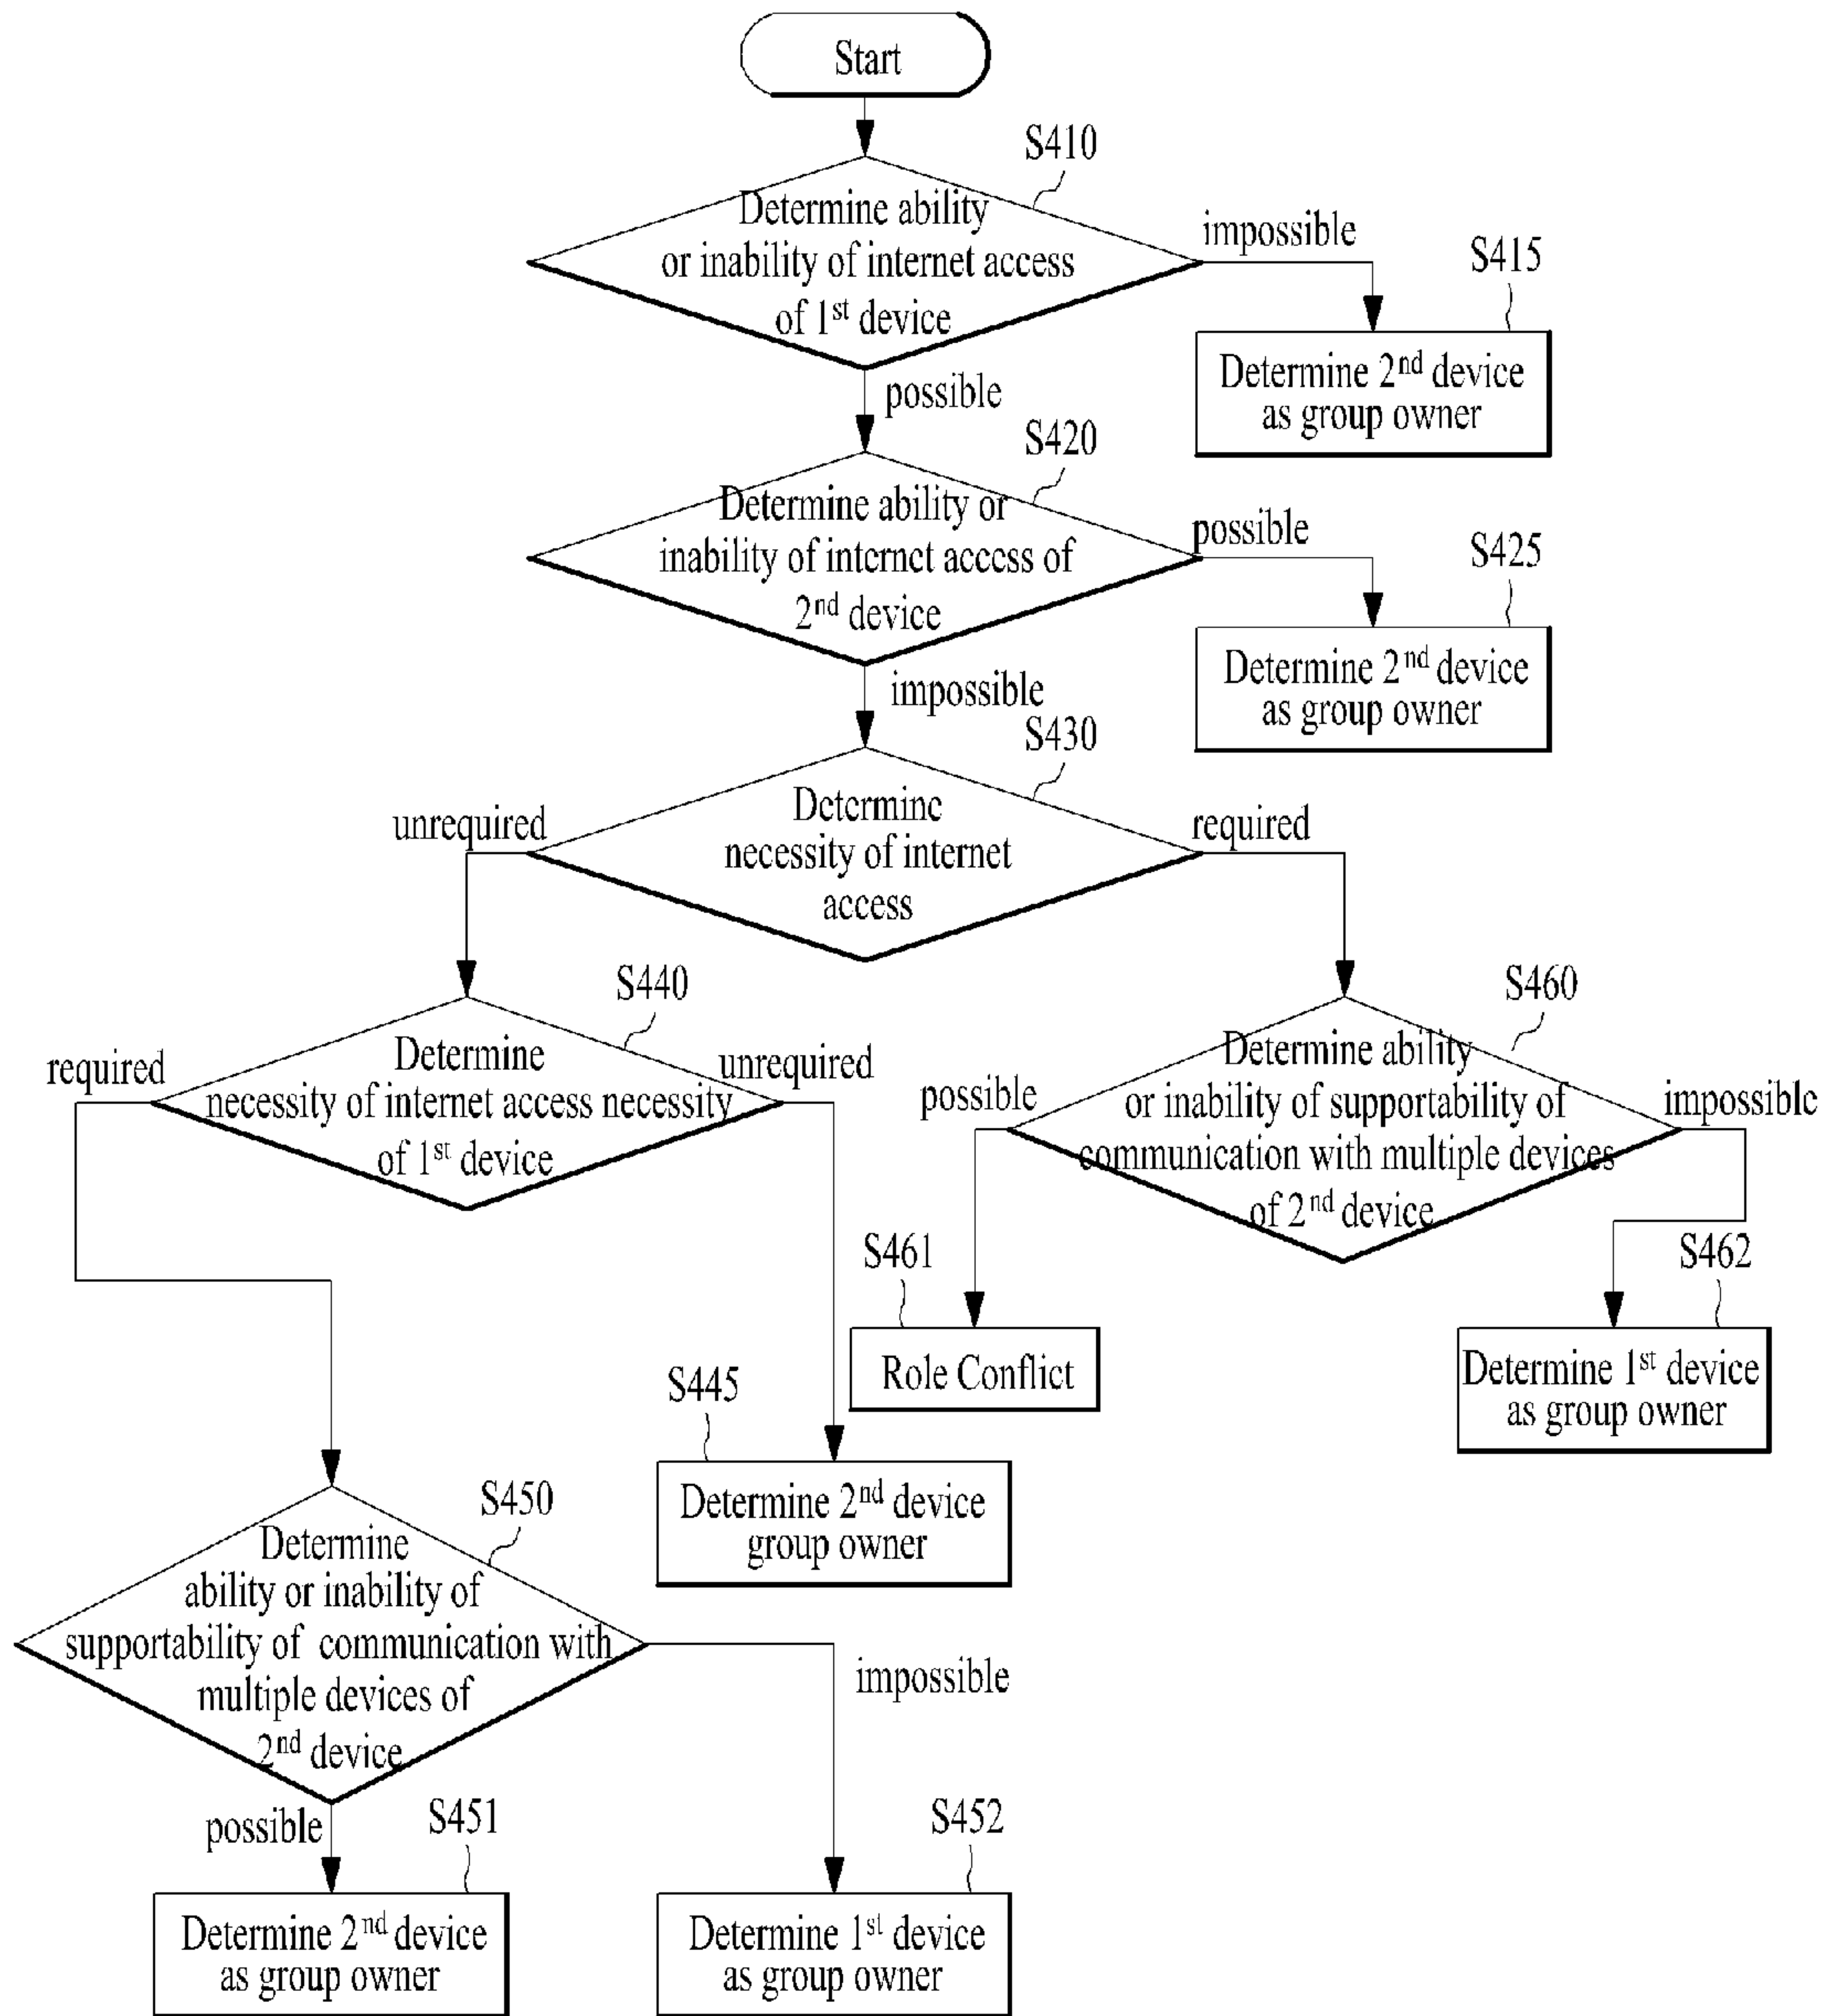 Start
S410
Determine ability
or inability of internet access
of 1st device
impossible
S415
Determine 2nd device
as group owner
possible
S420
Determine ability or
inability of internet access of
2nd device
possible
S425
Determine 2nd device
as group owner
impossible
S430
Determine
necessity of internet
access
unrequired
required
S440
Determine
necessity of internet access necessity
of 1st device
required
unrequired
S460
Determine ability
or inability of supportability of
communication with multiple devices
of 2nd device
possible
impossible
S461
Role Conflict
S462
Determine 1st device
as group owner
S445
Determine 2nd device
group owner
S450
Determine
ability or inability of
supportability of communication with
multiple devices of
2nd device
impossible
possible
S451
Determine 2nd device
as group owner
S452
Determine 1st device
as group owner